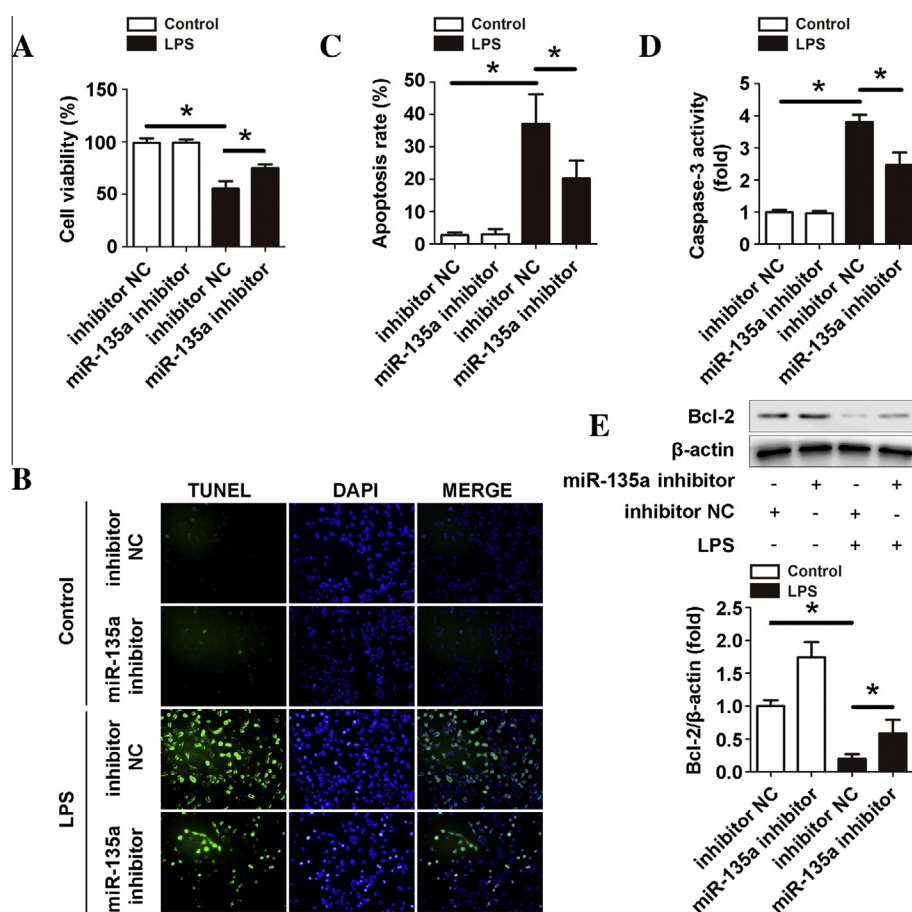 A
Control
LPS
Cell viability (%)
150
100
50
0
*
*
inhibitor NC
miR-135a inhibitor
inhibitor NC
miR-135a inhibitor
C
Control
LPS
Apoptosis rate (%)
50
40
30
20
10
0
*
*
inhibitor NC
miR-135a inhibitor
inhibitor NC
miR-135a inhibitor
D
Control
LPS
Caspase-3 activity
(fold)
5
4
3
2
1
0
*
*
inhibitor NC
miR-135a inhibitor
inhibitor NC
miR-135a inhibitor
B
TUNEL DAPI MERGE
Control
inhibitor
NC
miR-135a
inhibitor
LPS
inhibitor
NC
miR-135a
inhibitor
E
Bcl-2
β-actin
miR-135a inhibitor - + - +
inhibitor NC + - + -
LPS - - + +
Control
LPS
Bcl-2/β-actin (fold)
2.5
2.0
1.5
1.0
0.5
0.0
*
*
inhibitor NC
miR-135a inhibitor
inhibitor NC
miR-135a inhibitor